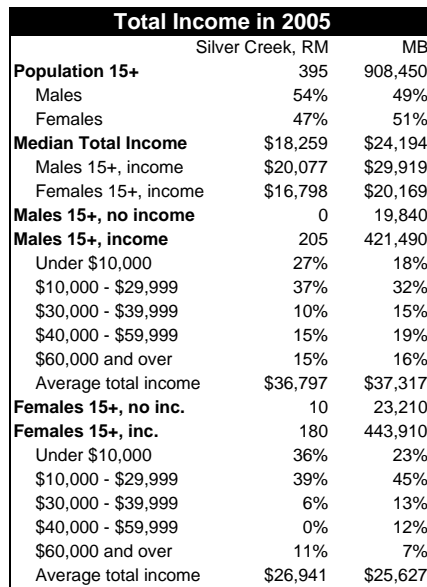 Total Income in 2005
Silver Creek, RM MB
Population 15+ 395 908,450
Males 54% 49%
Females 47% 51%
Median Total Income $18,259 $24,194
Males 15+, income $20,077 $29,919
Females 15+, income $16,798 $20,169
Males 15+, no income 0 19,840
Males 15+, income 205 421,490
Under $10,000 27% 18%
$10,000 - $29,999 37% 32%
$30,000 - $39,999 10% 15%
$40,000 - $59,999 15% 19%
$60,000 and over 15% 16%
Average total income $36,797 $37,317
Females 15+, no inc. 10 23,210
Females 15+, inc. 180 443,910
Under $10,000 36% 23%
$10,000 - $29,999 39% 45%
$30,000 - $39,999 6% 13%
$40,000 - $59,999 0% 12%
$60,000 and over 11% 7%
Average total income $26,941 $25,627